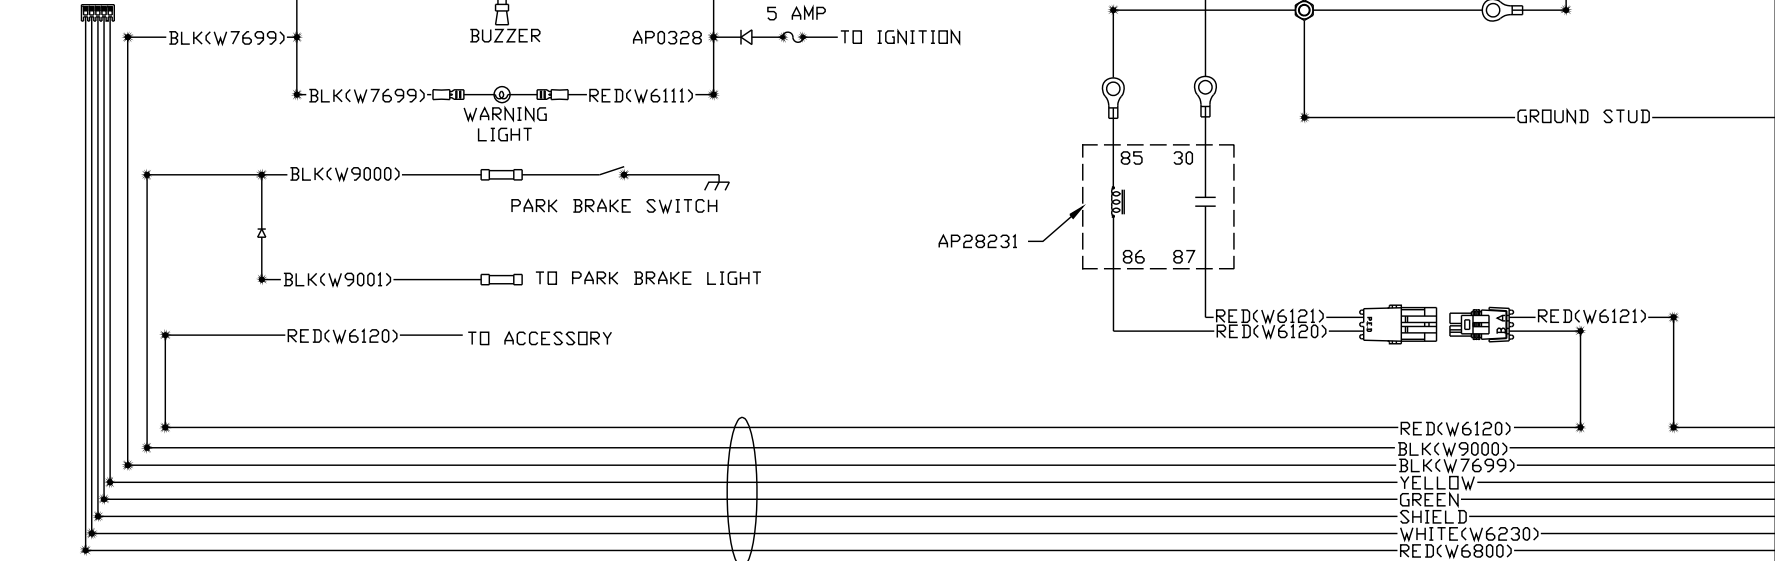 5 AMP
BUZZER
BLK(W7699)
AP0328
TO IGNITION
BLK(W7699)
RED(W6111)
WARNING
LIGHT
GROUND STUD
85 30
BLK(W9000)
PARK BRAKE SWITCH
AP28231
86 87
BLK(W9001)
TO PARK BRAKE LIGHT
RED(W6121)
RED(W6121)
RED(W6120)
A
B
RED(W6120)
TO ACCESSORY
RED(W6120)
BLK(W9000)
BLK(W7699)
YELLOW
GREEN
SHIELD
WHITE(W6230)
RED(W6800)